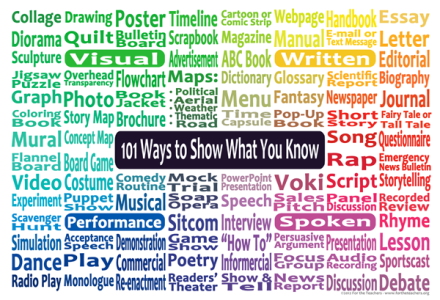 Collage Drawing Poster Timeline Cartoon or Comic Strip Webpage Handbook Essay
Diorama Quilt Bulletin Board Scrapbook Magazine Manual E-mail or Text Message Letter
Sculpture Visual Advertisement ABC Book Written Editorial
Jigsaw Puzzle Overhead Transparency Flowchart Maps: Dictionary Glossary Scientific Report Biography
Graph Photo Book Jacket · Political · Aerial · Weather · Thematic · Road Menu Fantasy Newspaper Journal
Coloring Book Story Map Brochure Time Capsule Pop-Up Book Short Story Fairy Tale or Tall Tale
Mural Concept Map 101 Ways to Show What You Know Song Questionnaire
Flannel Board Board Game Rap Emergency News Bulletin
Video Costume Comedy Routine Mock Trial PowerPoint Presentation Voki Script Storytelling
Experiment Puppet Show Musical Soap Opera Speech Sales Pitch Panel Discussion Recorded Review
Scavenger Hunt Performance Sitcom Interview Spoken Rhyme
Simulation Acceptance Speech Demonstration Game Show "How To" Persuasive Argument Presentation Lesson
Dance Play Commercial Poetry Informercial Focus Group Audio Recording Sportscast
Radio Play Monologue Re-enactment Readers' Theater Show & Tell News Report Discussion Debate